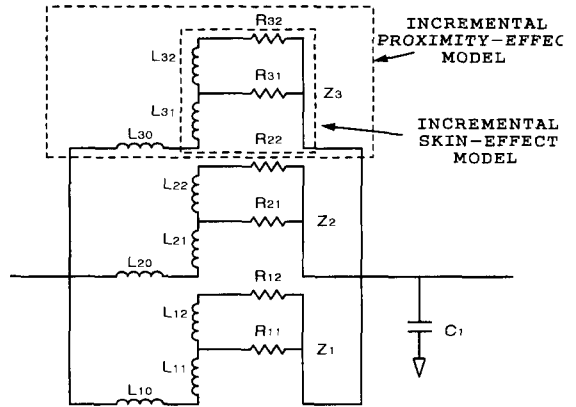 INCREMENTAL
PROXIMITY-EFFEC
MODEL
R32
L32
R31
Z3
L31
INCREMENTAL
SKIN-EFFECT
MODEL
L30
R22
L22
R21
Z2
L21
L20
R12
L12
R11
C1
Z1
L11
L10